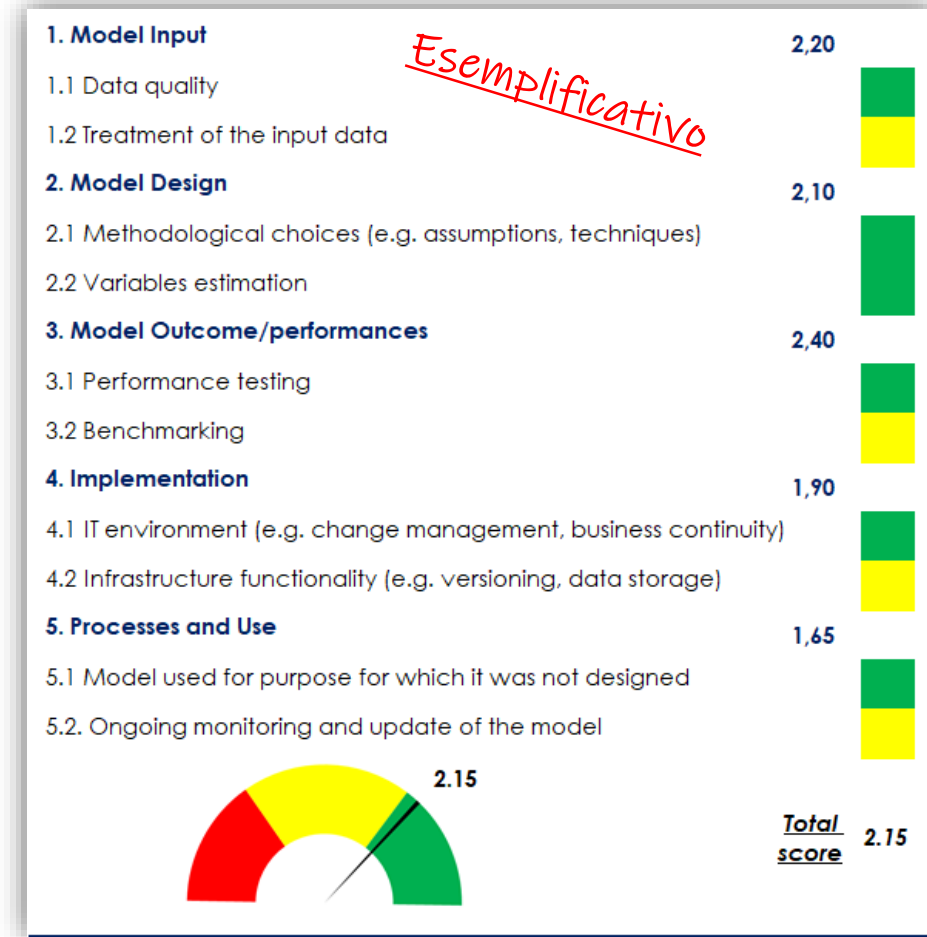 1. Model Input 2,20
Esemplificativo
1.1 Data quality
1.2 Treatment of the input data
2. Model Design 2,10
2.1 Methodological choices (e.g. assumptions, techniques)
2.2 Variables estimation
3. Model Outcome/performances 2,40
3.1 Performance testing
3.2 Benchmarking
4. Implementation 1,90
4.1 IT environment (e.g. change management, business continuity)
4.2 Infrastructure functionality (e.g. versioning, data storage)
5. Processes and Use 1,65
5.1 Model used for purpose for which it was not designed
5.2. Ongoing monitoring and update of the model
2.15
Total
score 2.15